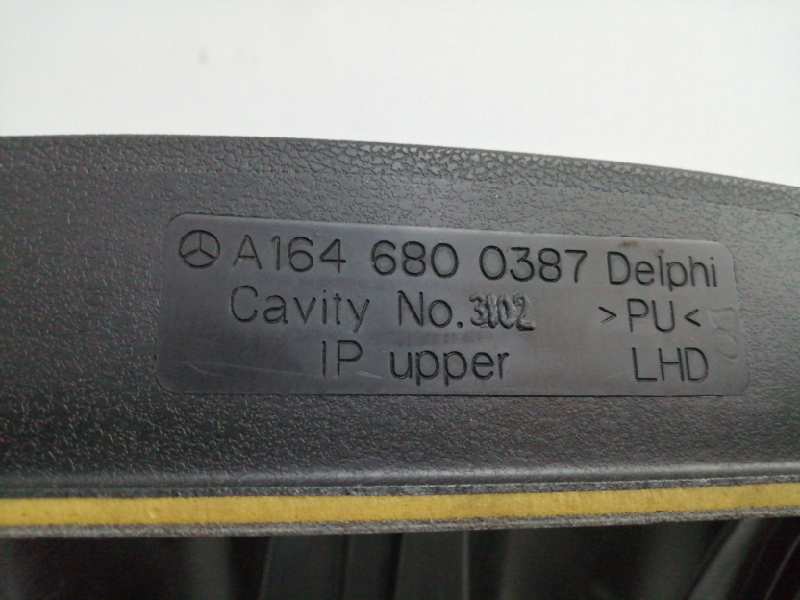 A164 680 0387 Delphi
Cavity No.3102 >PU<
IP upper LHD